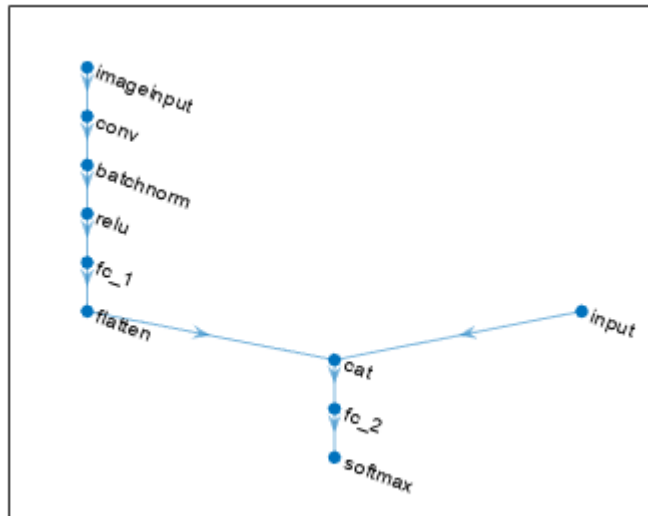 imageinput
conv
batchnorm
relu
fc_1
flatten
input
cat
fc_2
softmax